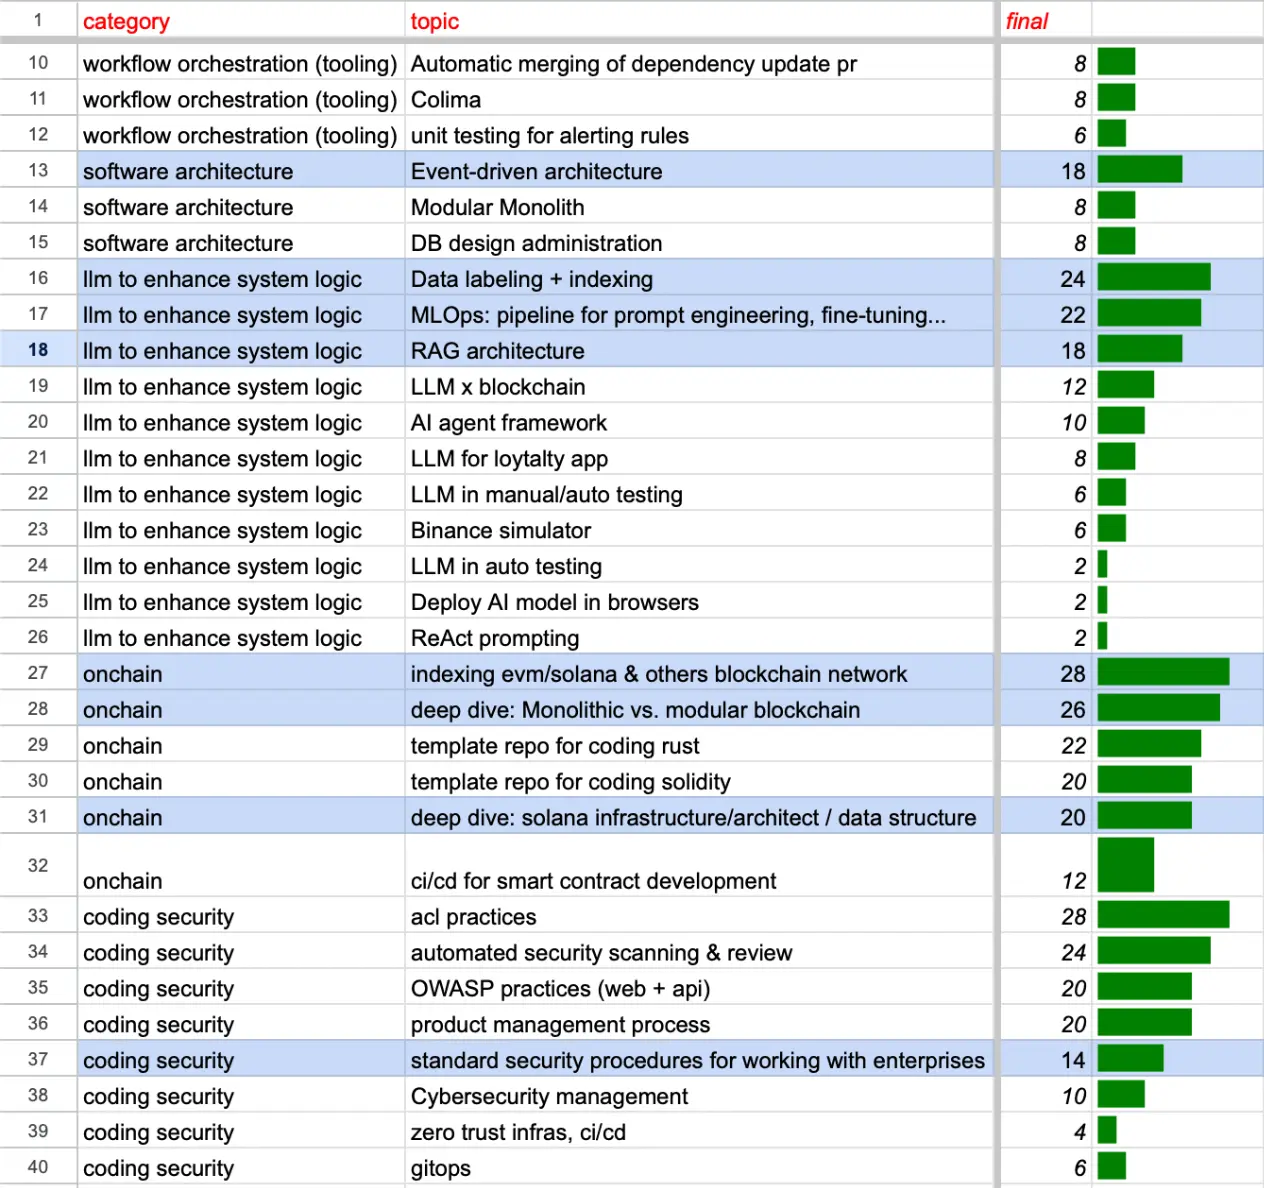 1 category topic final
10 workflow orchestration (tooling) Automatic merging of dependency update pr 8
11 workflow orchestration (tooling) Colima 8
12 workflow orchestration (tooling) unit testing for alerting rules 6
13 software architecture Event-driven architecture 18
14 software architecture Modular Monolith 8
15 software architecture DB design administration 8
16 llm to enhance system logic Data labeling + indexing 24
17 llm to enhance system logic MLOps: pipeline for prompt engineering, fine-tuning... 22
18 llm to enhance system logic RAG architecture 18
19 llm to enhance system logic LLM x blockchain 12
20 llm to enhance system logic AI agent framework 10
21 llm to enhance system logic LLM for loytalty app 8
22 llm to enhance system logic LLM in manual/auto testing 6
23 llm to enhance system logic Binance simulator 6
24 llm to enhance system logic LLM in auto testing 2
25 llm to enhance system logic Deploy AI model in browsers 2
26 llm to enhance system logic ReAct prompting 2
27 onchain indexing evm/solana & others blockchain network 28
28 onchain deep dive: Monolithic vs. modular blockchain 26
29 onchain template repo for coding rust 22
30 onchain template repo for coding solidity 20
31 onchain deep dive: solana infrastructure/architect / data structure 20
32 onchain ci/cd for smart contract development 12
33 coding security acl practices 28
34 coding security automated security scanning & review 24
35 coding security OWASP practices (web + api) 20
36 coding security product management process 20
37 coding security standard security procedures for working with enterprises 14
38 coding security Cybersecurity management 10
39 coding security zero trust infras, ci/cd 4
40 coding security gitops 6